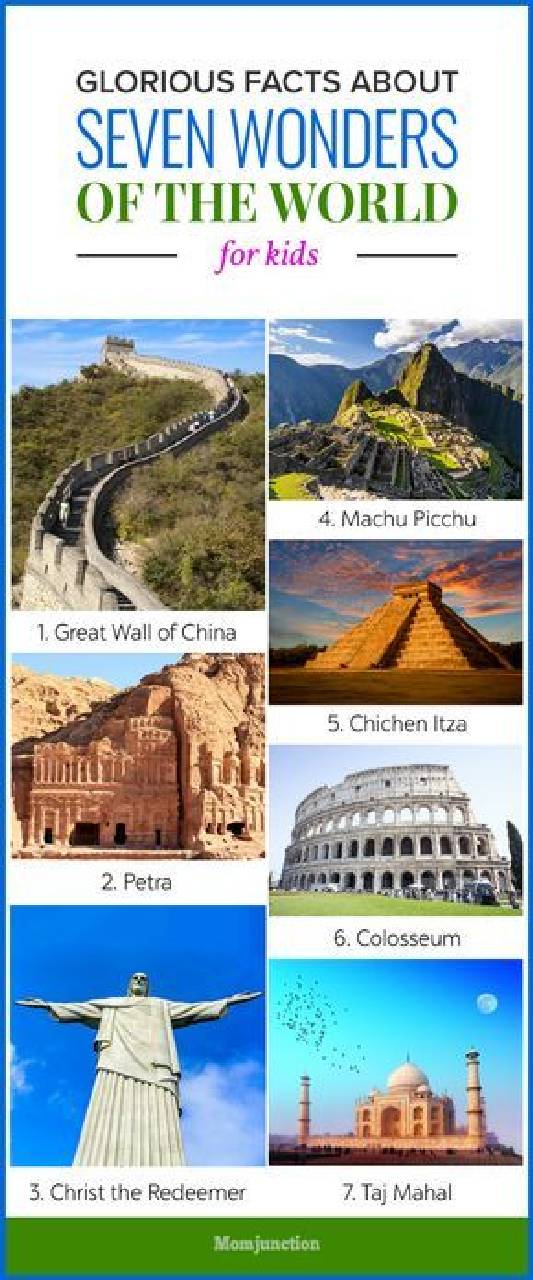 GLORIOUS FACTS ABOUT
SEVEN WONDERS
OF THE WORLD
for kids
1. Great Wall of China
2. Petra
3. Christ the Redeemer
4. Machu Picchu
5. Chichen Itza
6. Colosseum
7. Taj Mahal
Momjunction